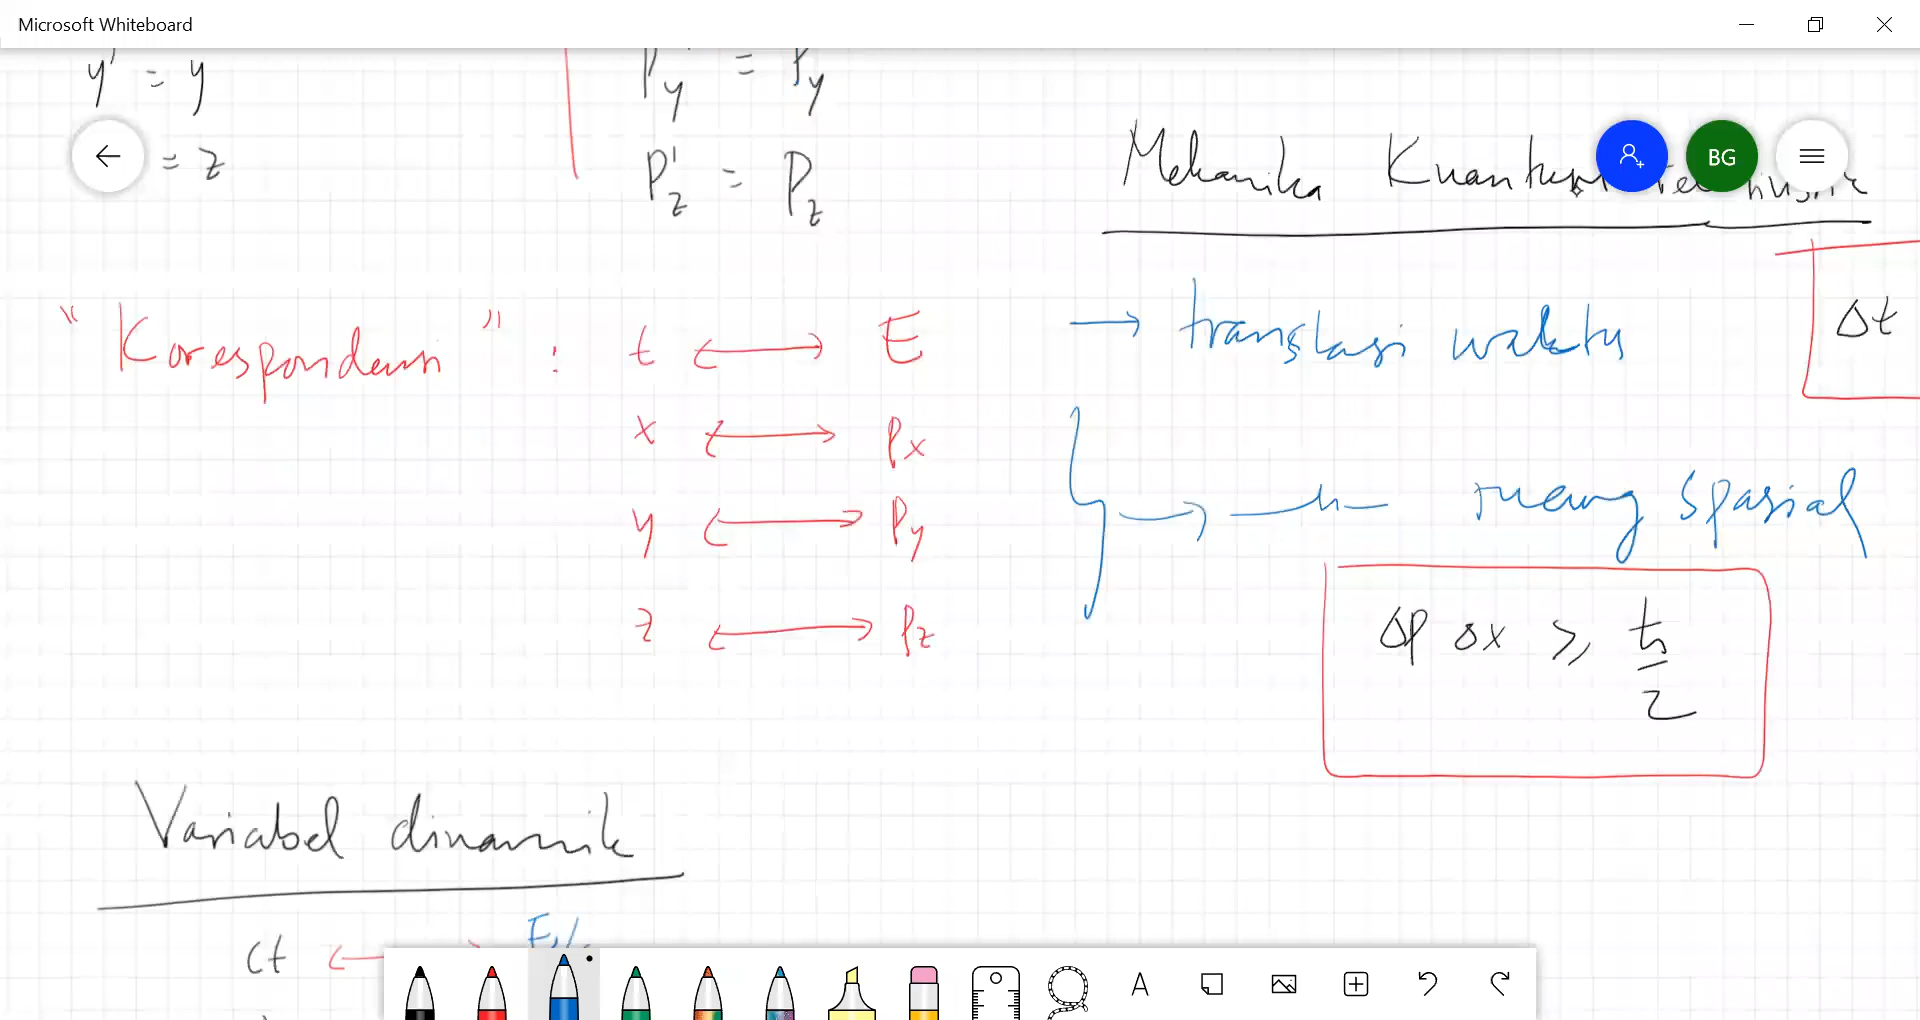 Microsoft Whiteboard
y' = y
= z
P'y = Py
P'z = Pz
Mekanika Kuantum
"Korespondensi" : t ⟷ E
x ⟷ Px
y ⟷ Py
z ⟷ Pz
→ translasi waktu
→ —"— ruang spasial
Δt
Δp Δx ≥ ℏ/2
Variabel dinamik
ct ⟷ E/c
BG
A